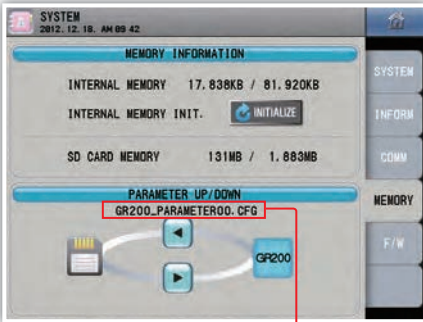 SYSTEM
2012. 12. 18. AM 09 42
MEMORY INFORMATION
INTERNAL MEMORY 17.838KB / 81.920KB
INTERNAL MEMORY INIT. INITIALIZE
SD CARD MEMORY 131MB / 1.883MB
PARAMETER UP/DOWN
GR200_PARAMETER00.CFG
GR200
SYSTEM
INFORM
COMM
MEMORY
F/W